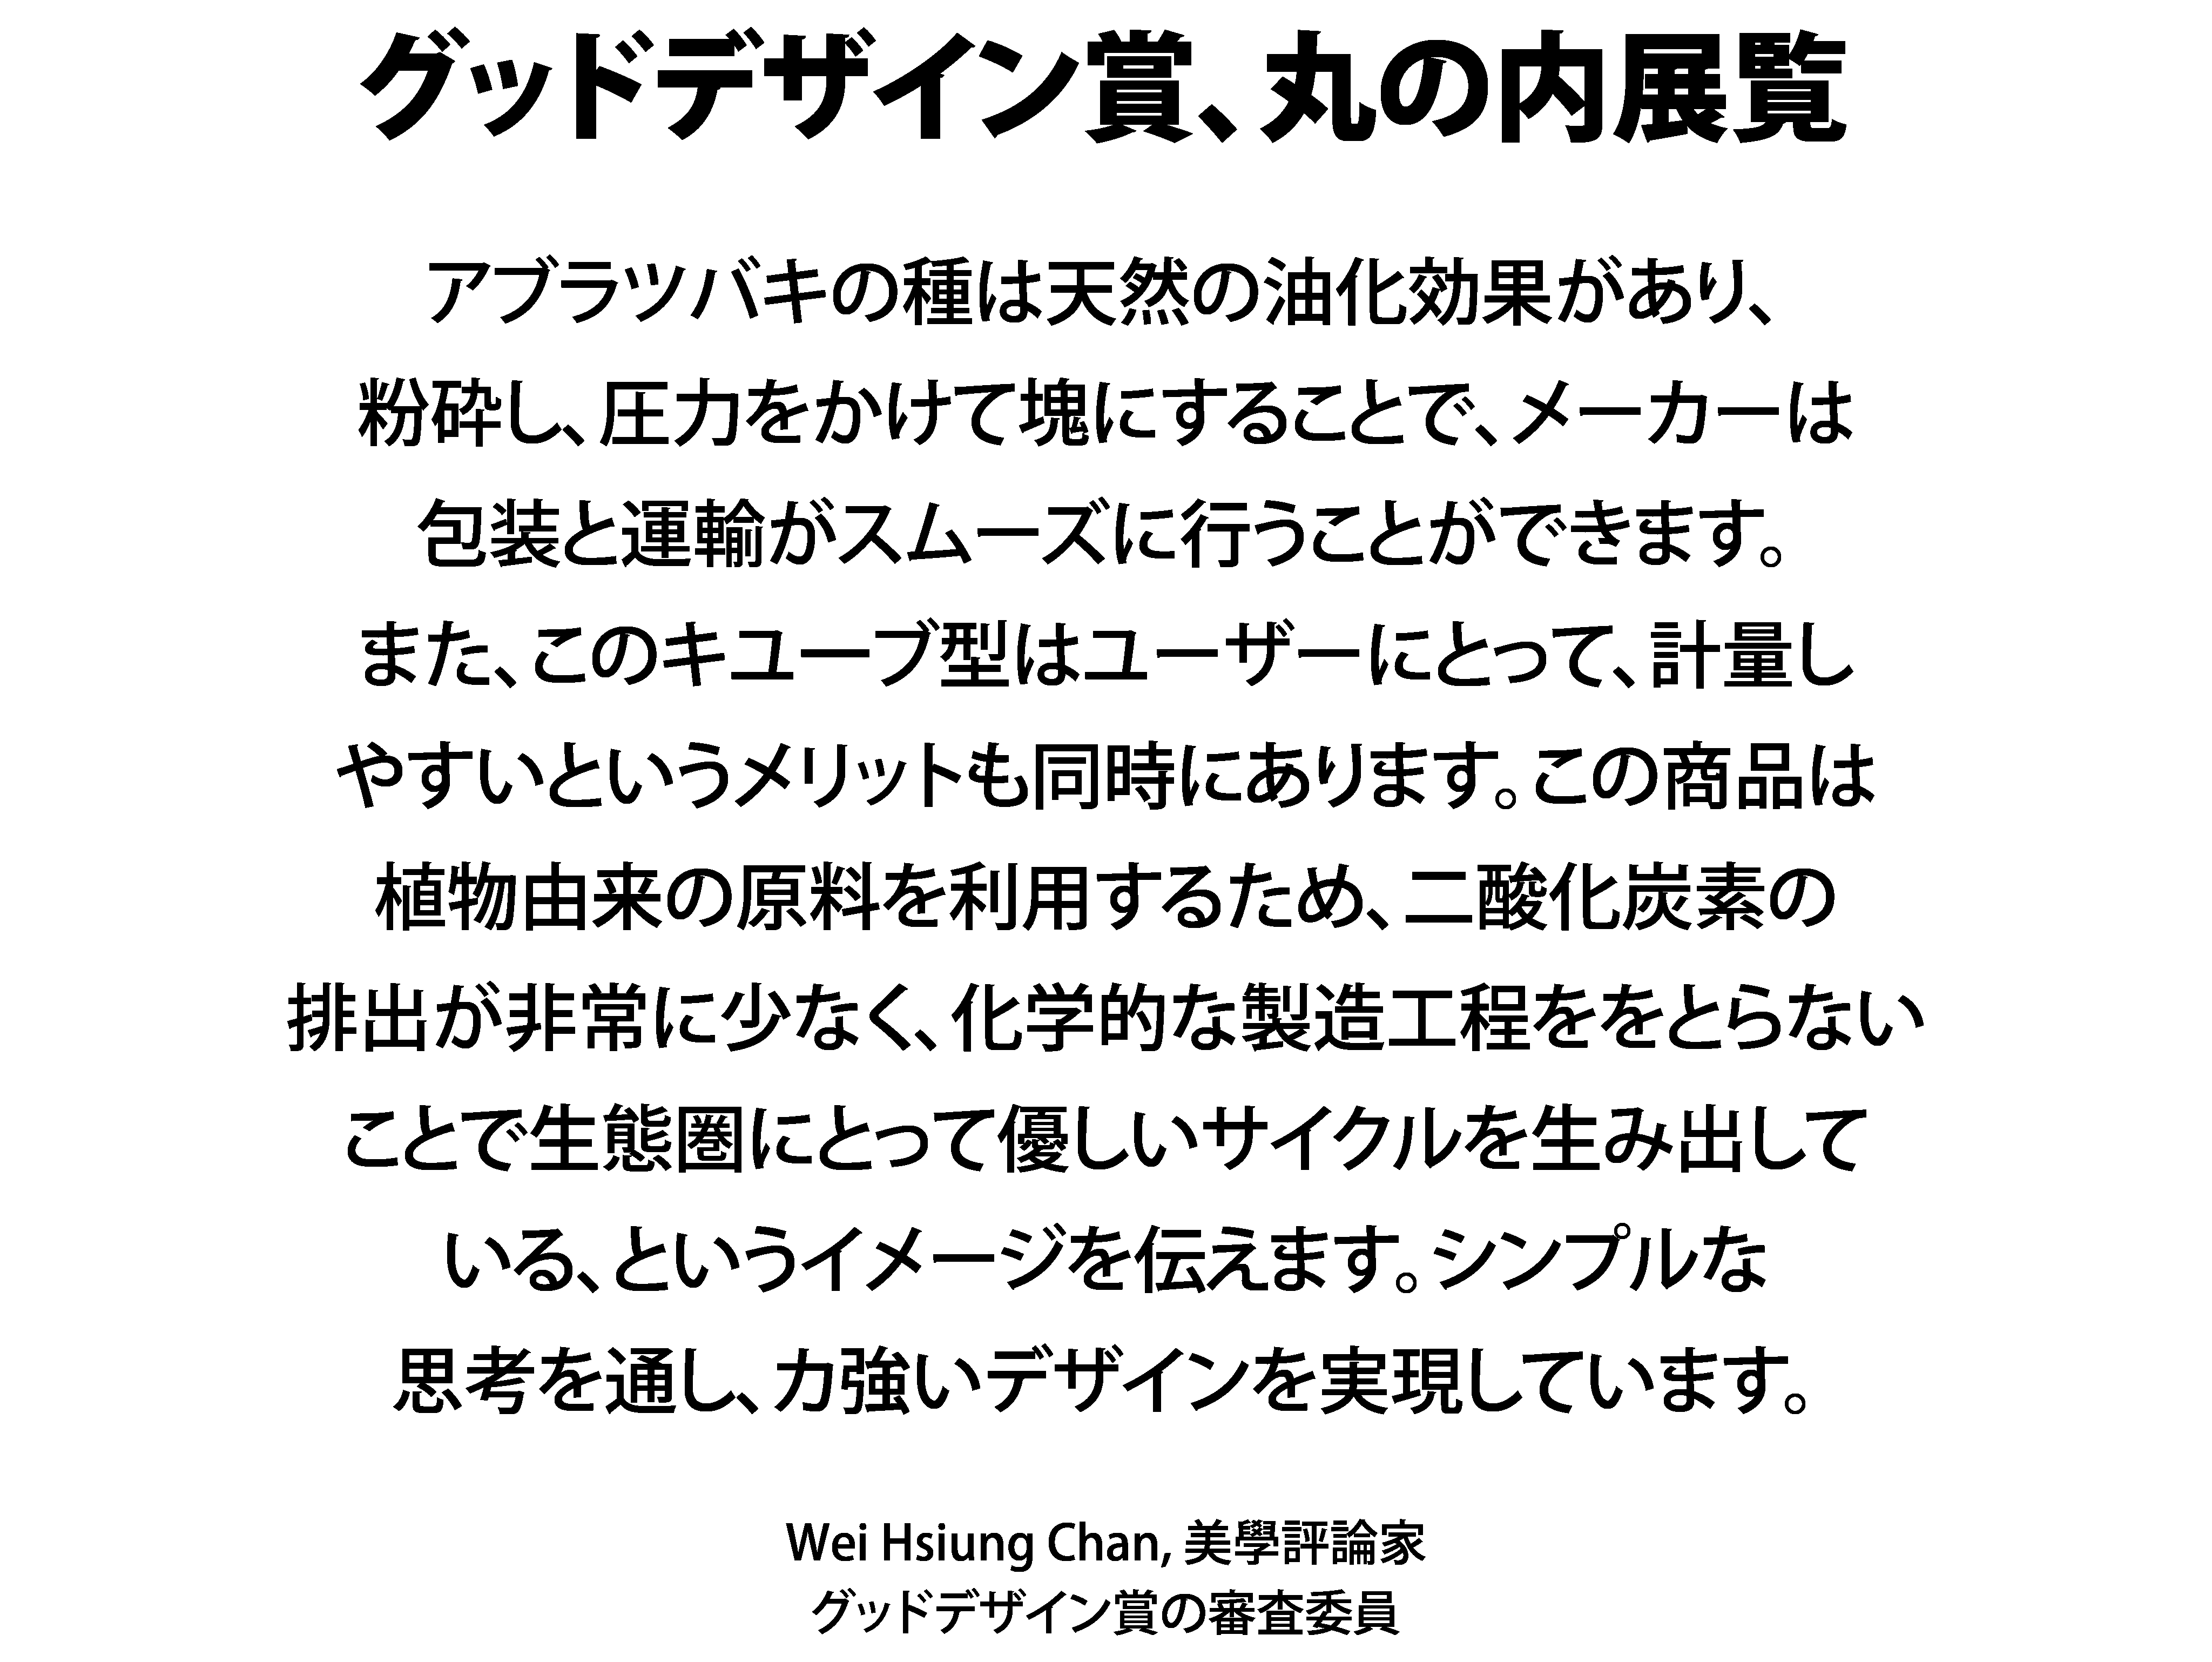 グッドデザイン賞、丸の内展覧
アブラツバキの種は天然の油化効果があり、
粉砕し、圧力をかけて塊にすることで、メーカーは
包装と運輸がスムーズに行うことができます。
また、このキユーブ型はユーザーにとって、計量し
やすいというメリットも同時にあります。この商品は
植物由来の原料を利用するため、二酸化炭素の
排出が非常に少なく、化学的な製造工程ををとらない
ことで生態圏にとって優しいサイクルを生み出して
いる、というイメージを伝えます。シンプルな
思考を通し、力強いデザインを実現しています。
Wei Hsiung Chan, 美學評論家
グッドデザイン賞の審査委員